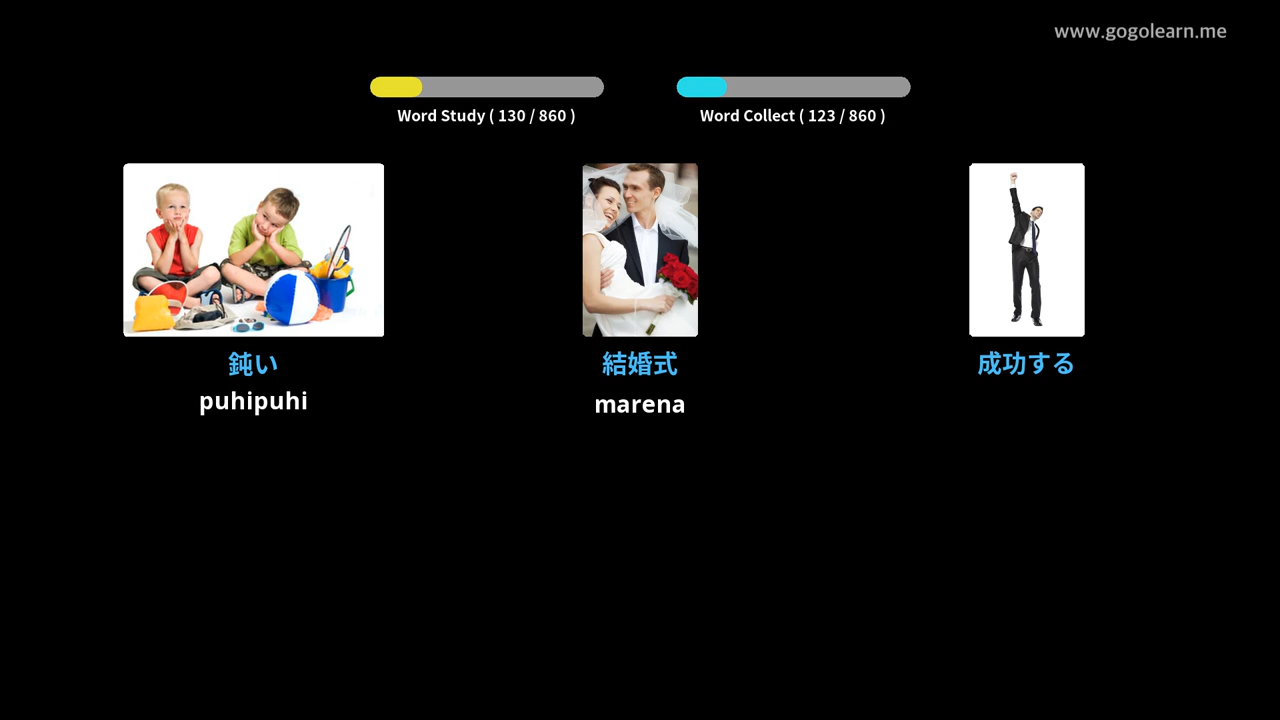 www.gogolearn.me
Word Study ( 130 / 860 )
Word Collect ( 123 / 860 )
鈍い
puhipuhi
結婚式
marena
成功する